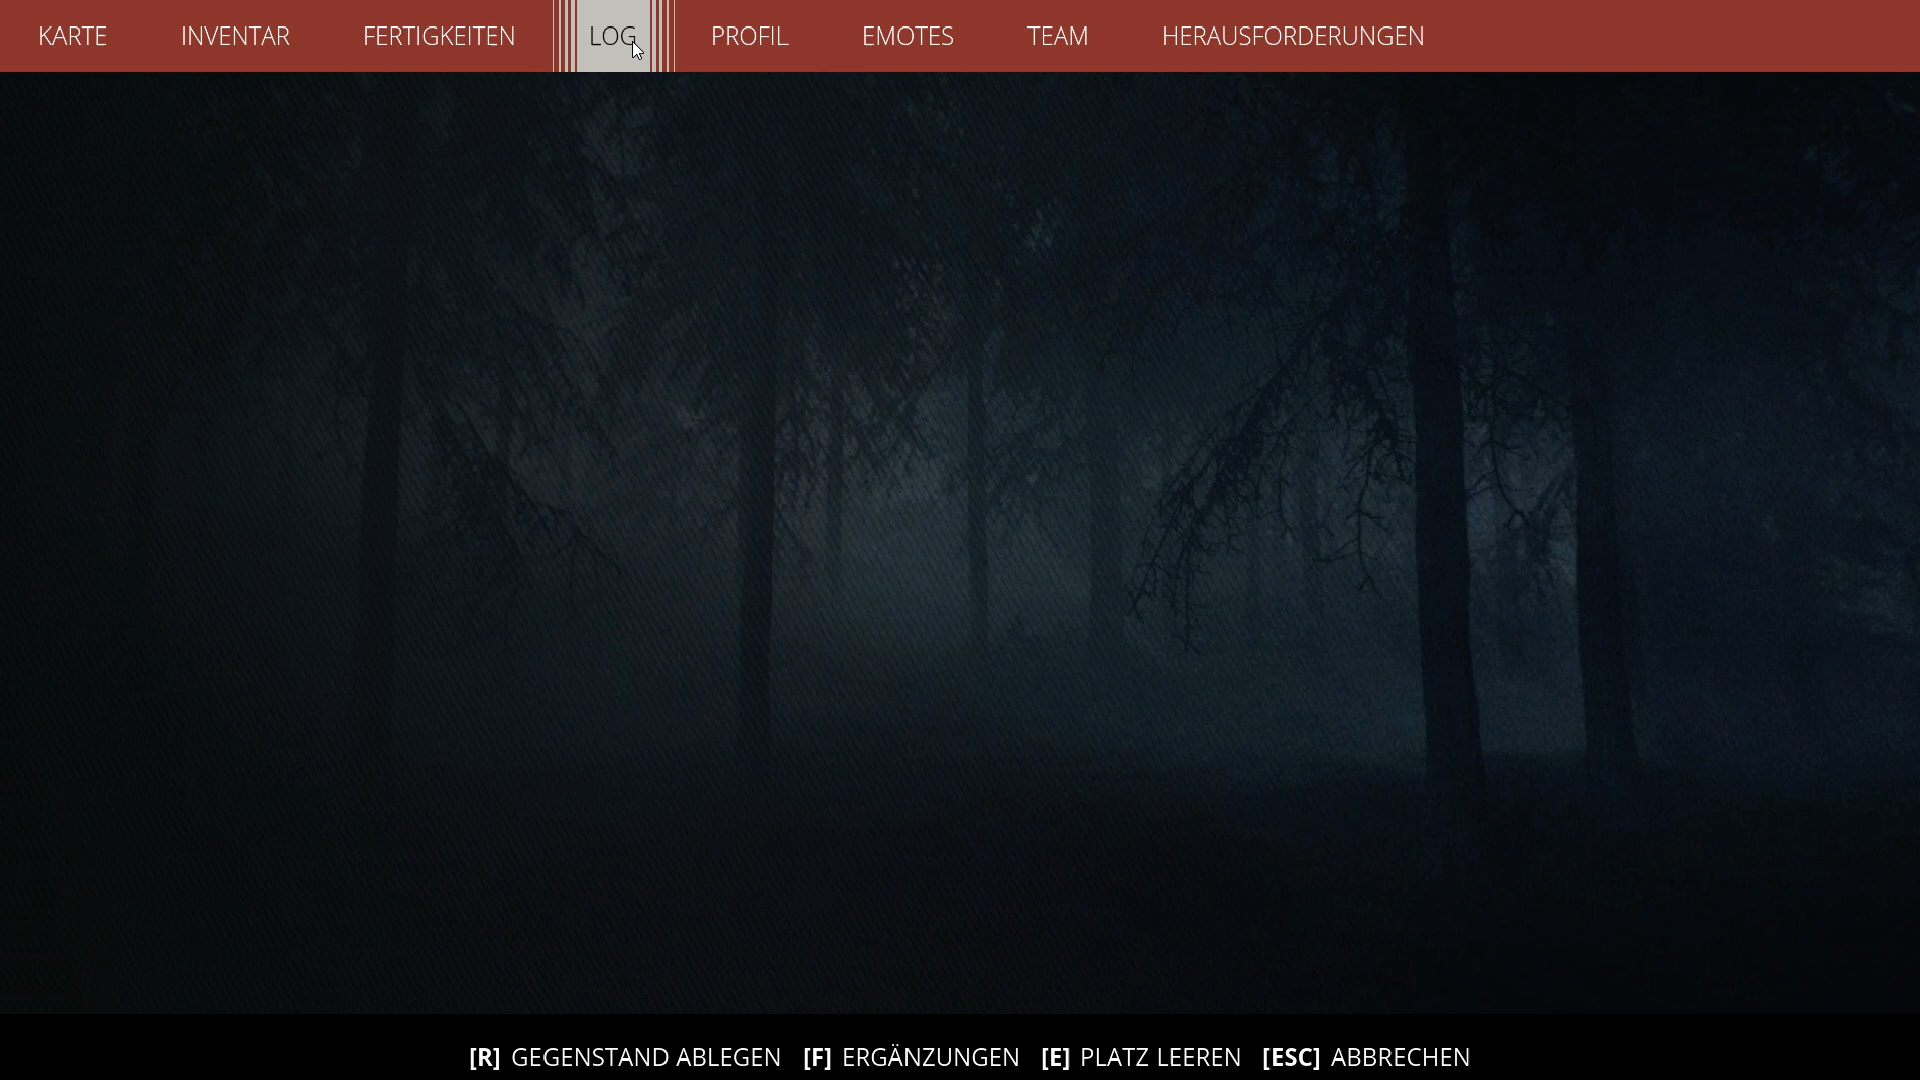 KARTE INVENTAR FERTIGKEITEN LOG PROFIL EMOTES TEAM HERAUSFORDERUNGEN
[R] GEGENSTAND ABLEGEN [F] ERGÄNZUNGEN [E] PLATZ LEEREN [ESC] ABBRECHEN